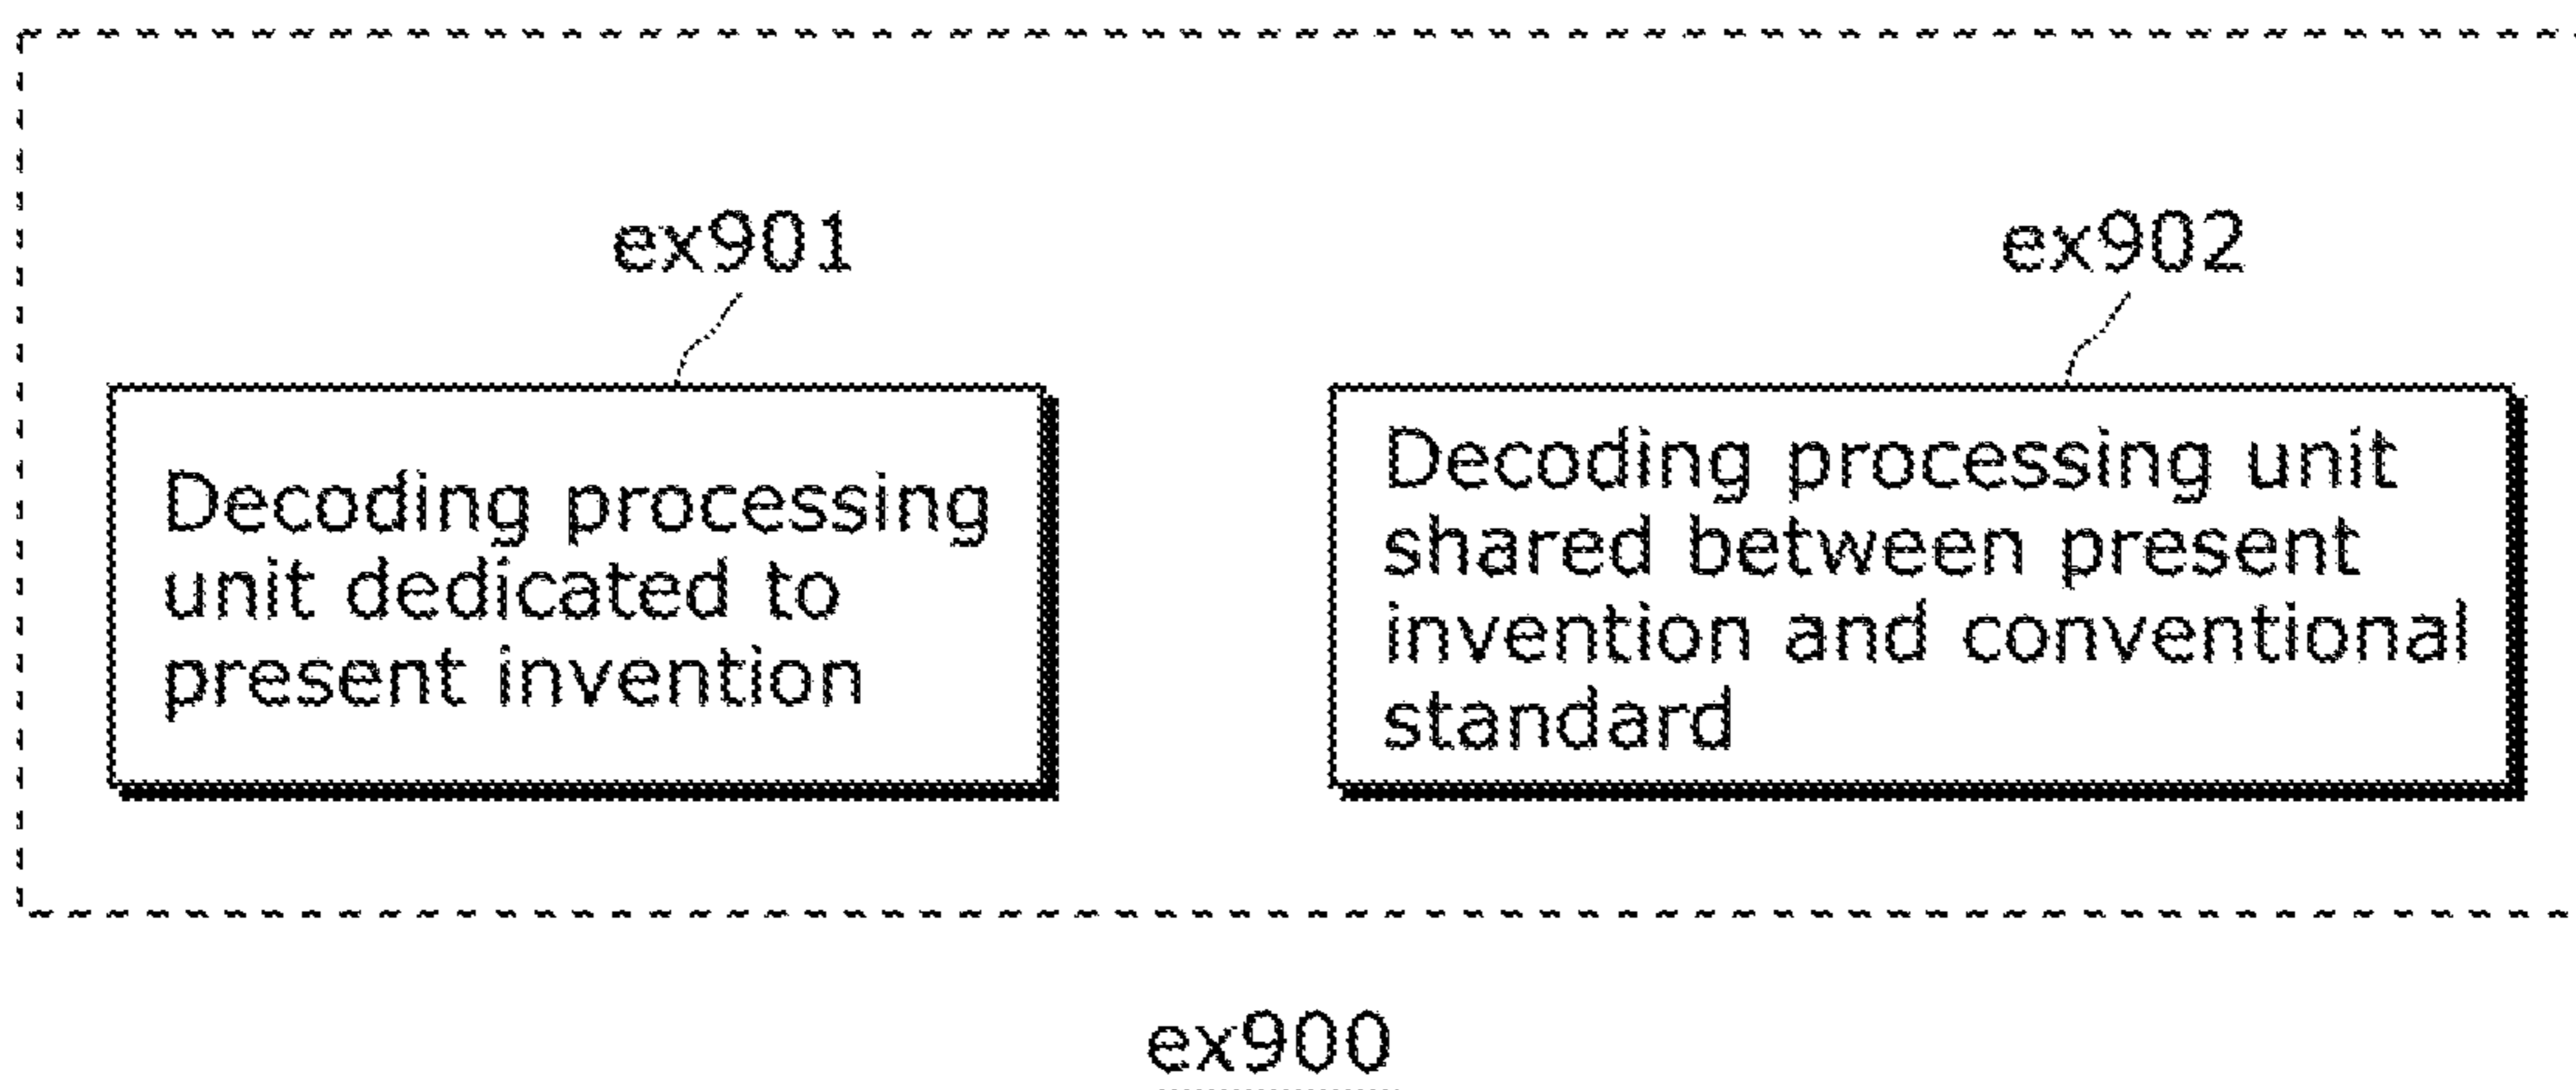 ex901
ex902
Decoding processing
unit dedicated to
present invention
Decoding processing unit
shared between present
invention and conventional
standard
ex900